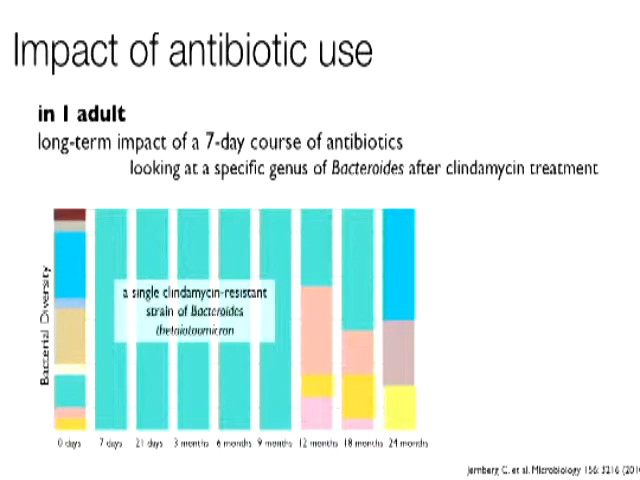 Impact of antibiotic use
in 1 adult
long-term impact of a 7-day course of antibiotics
looking at a specific genus of Bacteroides after clindamycin treatment
Bacterial Diversity
a single clindamycin-resistant
strain of Bacteroides
thetaiotaomicron
0 days 7 days 21 days 3 months 6 months 9 months 12 months 18 months 24 months
Jernberg C. et al. Microbiology 156: 3216 (201